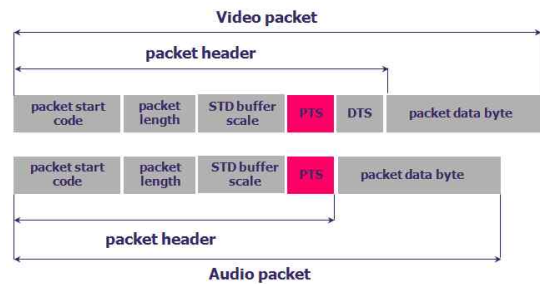 Video packet
packet header
packet start code
packet length
STD buffer scale
PTS
DTS
packet data byte
packet start code
packet length
STD buffer scale
PTS
packet data byte
packet header
Audio packet